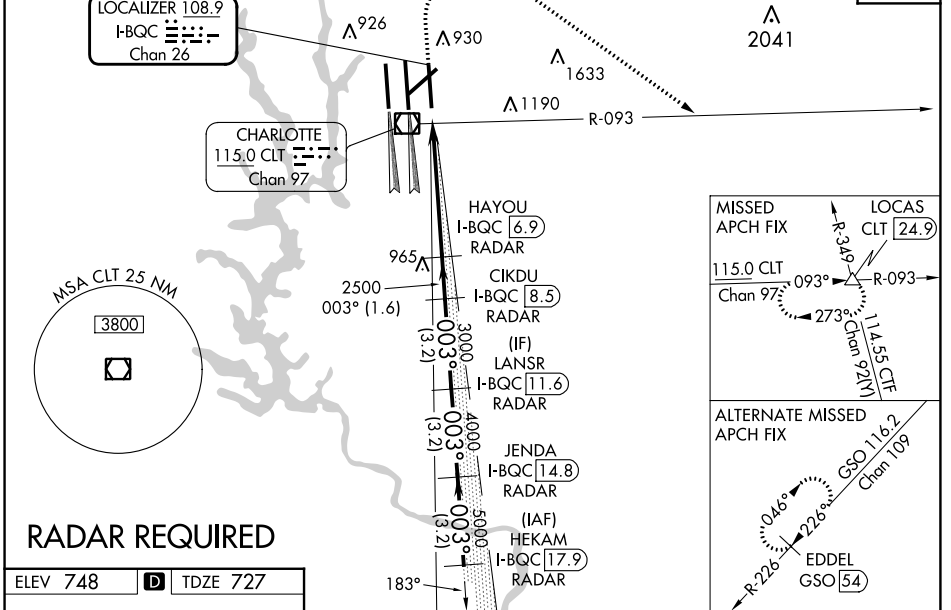 LOCALIZER 108.9
I-BQC
Chan 26
926
930
1633
2041
1190
R-093
CHARLOTTE
115.0 CLT
Chan 97
HAYOU
I-BQC 6.9
RADAR
965
2500
003° (1.6)
CIKDU
I-BQC 8.5
RADAR
003°
(3.2)
3000
(IF)
LANSR
I-BQC 11.6
RADAR
003°
(3.2)
4000
JENDA
I-BQC 14.8
RADAR
003°
(3.2)
5000
(IAF)
HEKAM
I-BQC 17.9
RADAR
183°
MSA CLT 25 NM
3800
RADAR REQUIRED
ELEV 748 D TDZE 727
MISSED
APCH FIX
LOCAS
CLT 24.9
R-349
115.0 CLT
Chan 97
093°
R-093
273°
114.55 CTF
Chan 92(Y)
ALTERNATE MISSED
APCH FIX
GSO 116.2
Chan 109
046°
226°
R-226
EDDEL
GSO 54